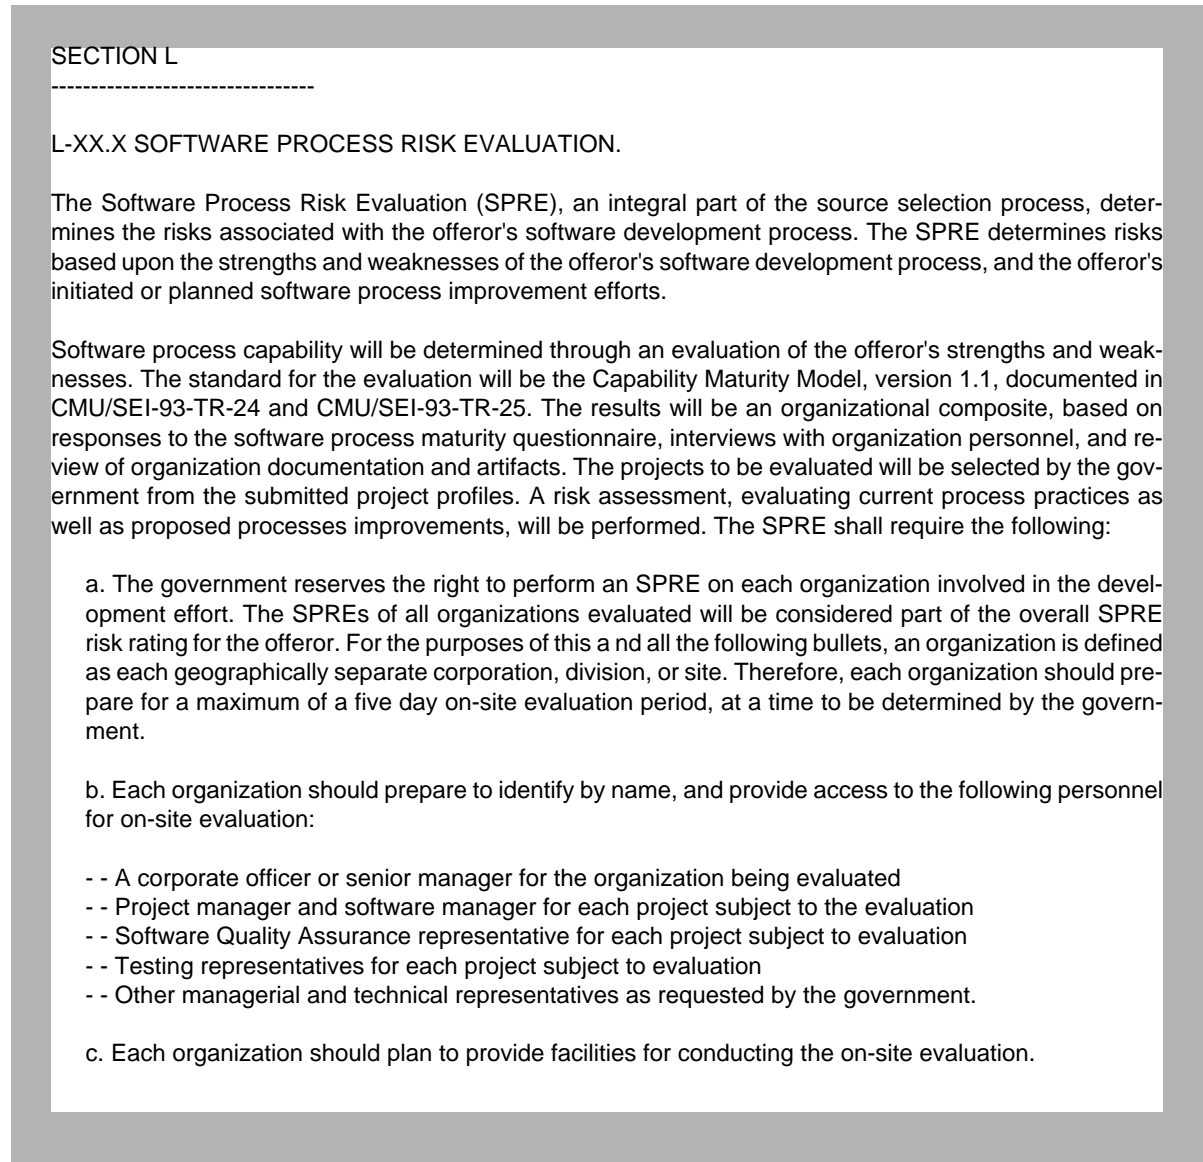 SECTION L
---------------------------------
L-XX.X SOFTWARE PROCESS RISK EVALUATION.
The Software Process Risk Evaluation (SPRE), an integral part of the source selection process, deter-
mines the risks associated with the offeror's software development process. The SPRE determines risks
based upon the strengths and weaknesses of the offeror's software development process, and the offeror's
initiated or planned software process improvement efforts.
Software process capability will be determined through an evaluation of the offeror's strengths and weak-
nesses. The standard for the evaluation will be the Capability Maturity Model, version 1.1, documented in
CMU/SEI-93-TR-24 and CMU/SEI-93-TR-25. The results will be an organizational composite, based on
responses to the software process maturity questionnaire, interviews with organization personnel, and re-
view of organization documentation and artifacts. The projects to be evaluated will be selected by the gov-
ernment from the submitted project profiles. A risk assessment, evaluating current process practices as
well as proposed processes improvements, will be performed. The SPRE shall require the following:
a. The government reserves the right to perform an SPRE on each organization involved in the devel-
opment effort. The SPREs of all organizations evaluated will be considered part of the overall SPRE
risk rating for the offeror. For the purposes of this a nd all the following bullets, an organization is defined
as each geographically separate corporation, division, or site. Therefore, each organization should pre-
pare for a maximum of a five day on-site evaluation period, at a time to be determined by the govern-
ment.
b. Each organization should prepare to identify by name, and provide access to the following personnel
for on-site evaluation:
- - A corporate officer or senior manager for the organization being evaluated
- - Project manager and software manager for each project subject to the evaluation
- - Software Quality Assurance representative for each project subject to evaluation
- - Testing representatives for each project subject to evaluation
- - Other managerial and technical representatives as requested by the government.
c. Each organization should plan to provide facilities for conducting the on-site evaluation.